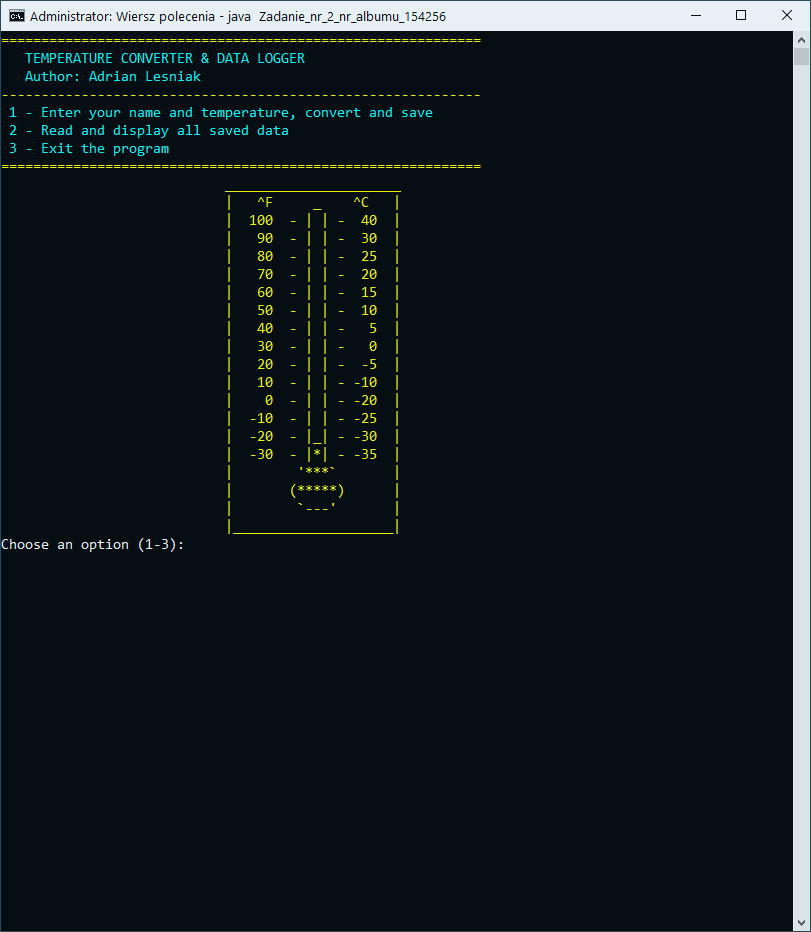 Administrator: Wiersz polecenia - java  Zadanie_nr_2_nr_albumu_154256
============================================================
   TEMPERATURE CONVERTER & DATA LOGGER
   Author: Adrian Lesniak
------------------------------------------------------------
 1 - Enter your name and temperature, convert and save
 2 - Read and display all saved data
 3 - Exit the program
============================================================
                            ______________________
                            |   ^F     _    ^C   |
                            |  100  - | | -  40  |
                            |   90  - | | -  30  |
                            |   80  - | | -  25  |
                            |   70  - | | -  20  |
                            |   60  - | | -  15  |
                            |   50  - | | -  10  |
                            |   40  - | | -   5  |
                            |   30  - | | -   0  |
                            |   20  - | | -  -5  |
                            |   10  - | | - -10  |
                            |    0  - | | - -20  |
                            |  -10  - | | - -25  |
                            |  -20  - |_| - -30  |
                            |  -30  - |*| - -35  |
                            |        '***`       |
                            |       (*****)      |
                            |        `---'       |
                            |____________________|
Choose an option (1-3):